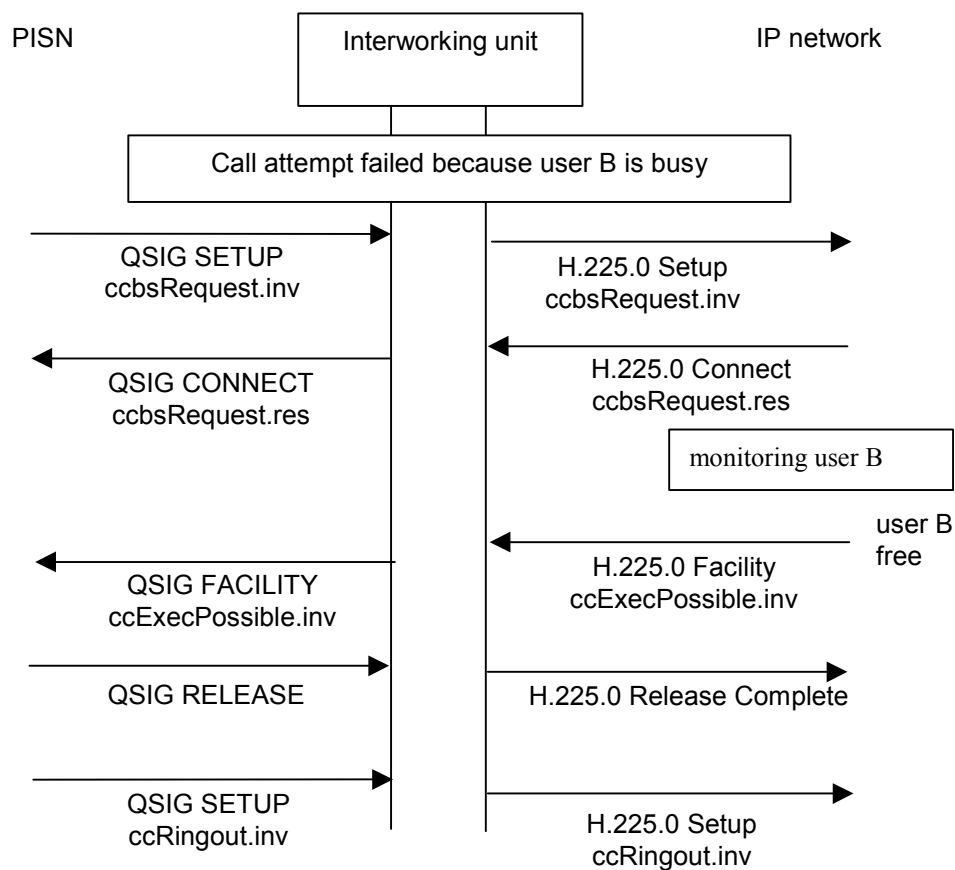 PISN
Interworking unit
IP network
Call attempt failed because user B is busy
QSIG SETUP
ccbsRequest.inv
H.225.0 Setup
ccbsRequest.inv
QSIG CONNECT
ccbsRequest.res
H.225.0 Connect
ccbsRequest.res
monitoring user B
user B
free
QSIG FACILITY
ccExecPossible.inv
H.225.0 Facility
ccExecPossible.inv
QSIG RELEASE
H.225.0 Release Complete
QSIG SETUP
ccRingout.inv
H.225.0 Setup
ccRingout.inv